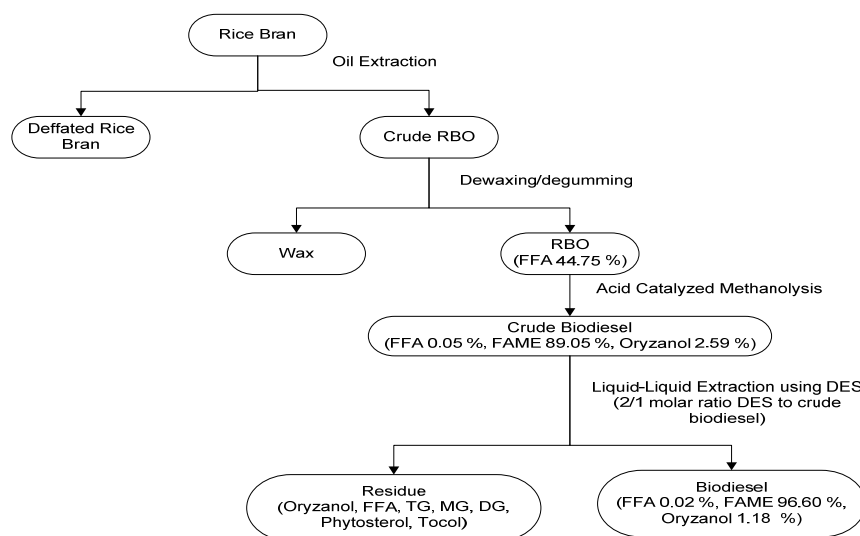 Rice Bran
Oil Extraction
Deffated Rice
Bran
Crude RBO
Dewaxing/degumming
Wax
RBO
(FFA 44.75 %)
Acid Catalyzed Methanolysis
Crude Biodiesel
(FFA 0.05 %, FAME 89.05 %, Oryzanol 2.59 %)
Liquid-Liquid Extraction using DES
(2/1 molar ratio DES to crude
biodiesel)
Residue
(Oryzanol, FFA, TG, MG, DG,
Phytosterol, Tocol)
Biodiesel
(FFA 0.02 %, FAME 96.60 %,
Oryzanol 1.18 %)